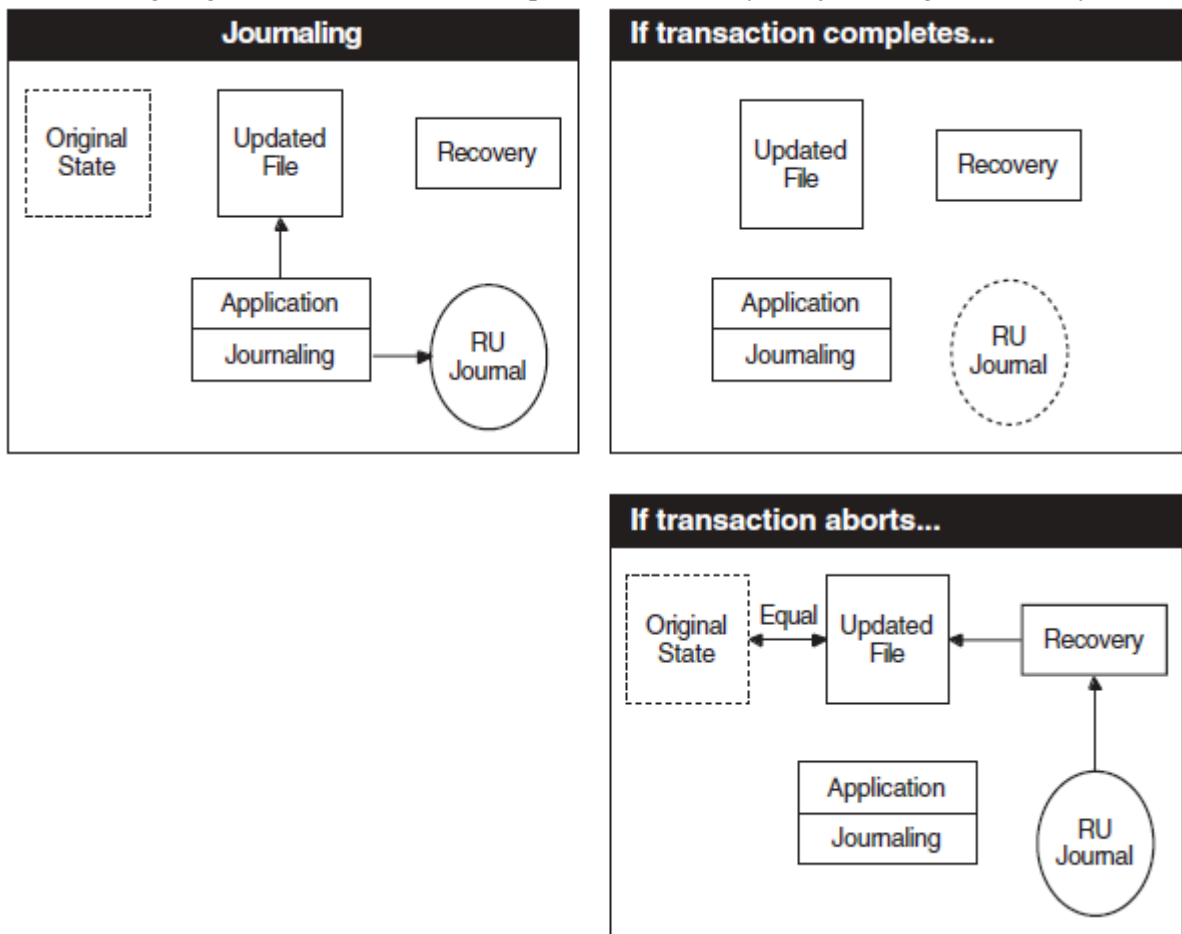 Journaling
Original
State
Updated
File
Recovery
Application
Journaling
RU
Journal
If transaction completes...
Updated
File
Recovery
Application
Journaling
RU
Journal
If transaction aborts...
Original
State
Equal
Updated
File
Recovery
Application
Journaling
RU
Journal